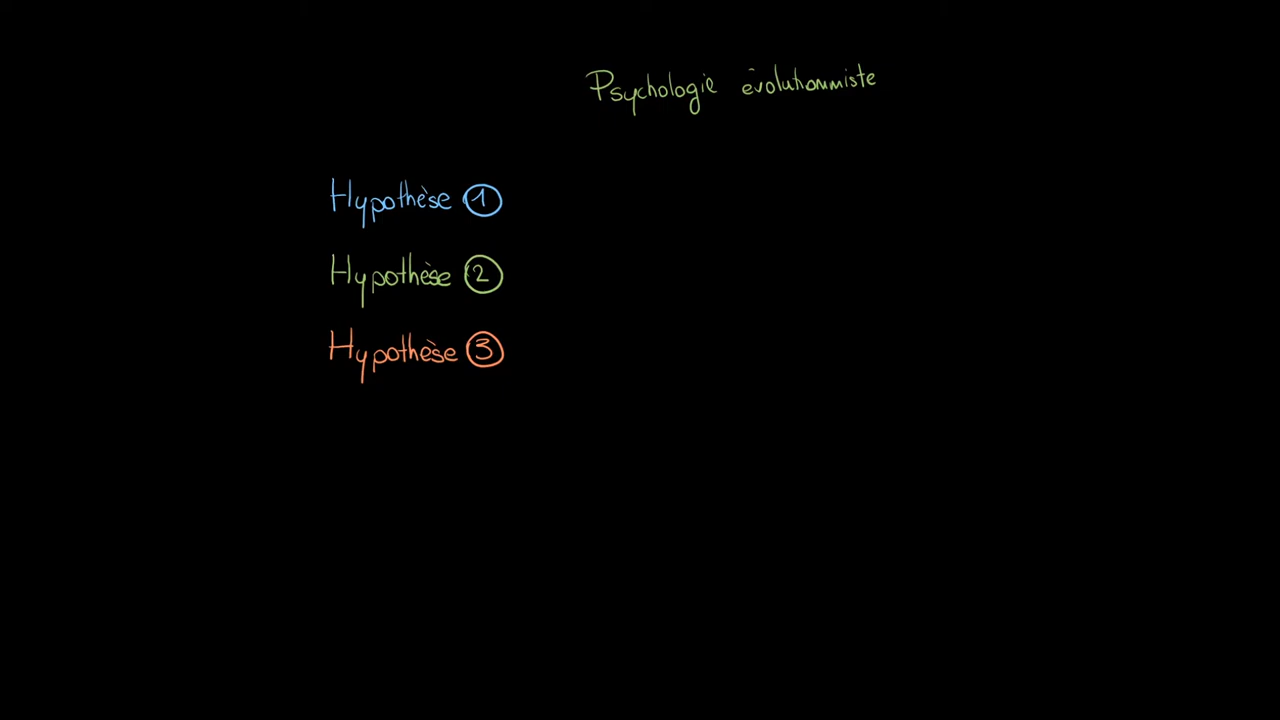 Psychologie évolutionniste
Hypothèse ①
Hypothèse ②
Hypothèse ③